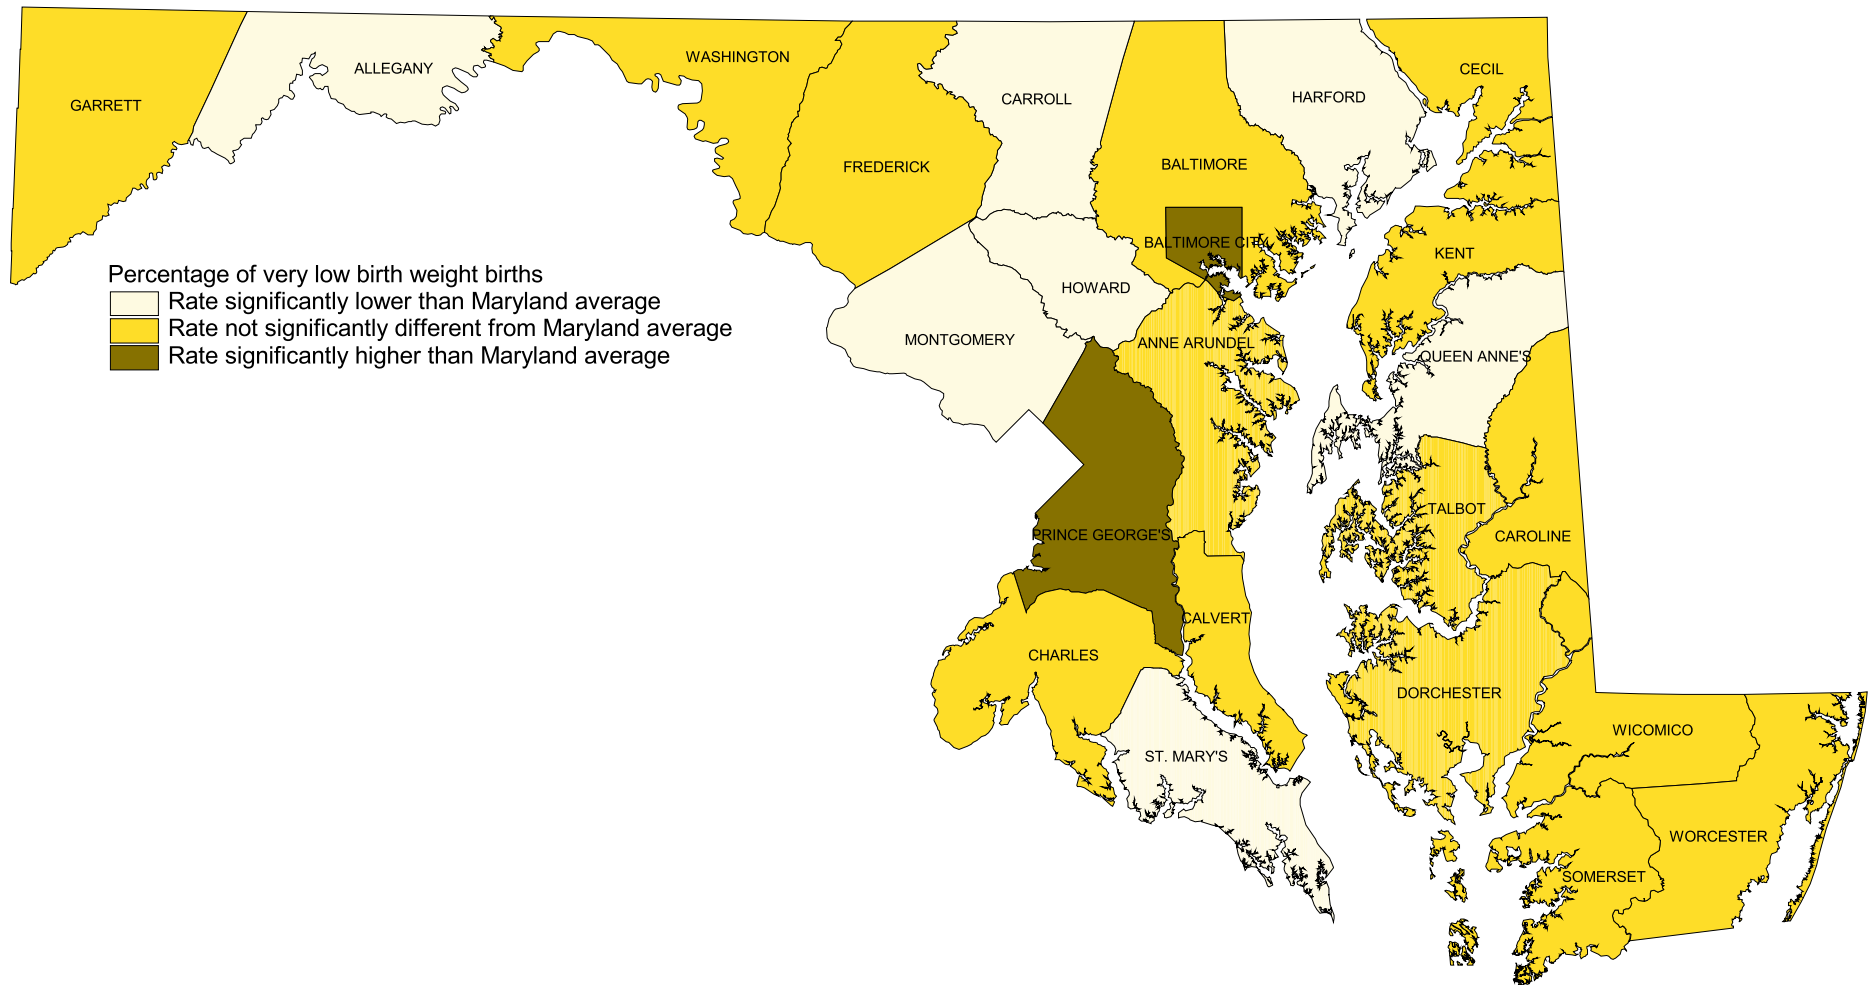 WASHINGTON
ALLEGANY
CECIL
GARRETT
CARROLL
HARFORD
FREDERICK
BALTIMORE
BALTIMORE CITY
KENT
Percentage of very low birth weight births
Rate significantly lower than Maryland average
Rate not significantly different from Maryland average
Rate significantly higher than Maryland average
HOWARD
MONTGOMERY
ANNE ARUNDEL
QUEEN ANNE'S
TALBOT
PRINCE GEORGE'S
CAROLINE
CALVERT
CHARLES
DORCHESTER
WICOMICO
ST. MARY'S
WORCESTER
SOMERSET